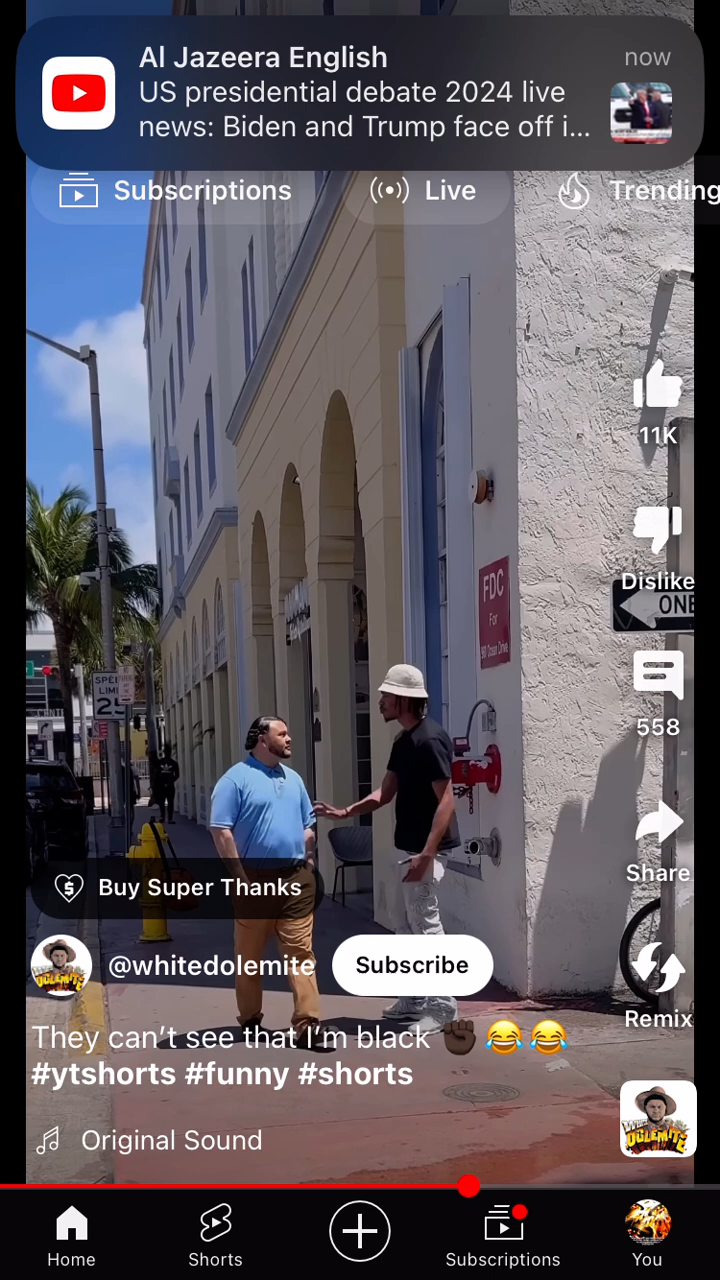 Al Jazeera English
now
US presidential debate 2024 live
news: Biden and Trump face off i...
Subscriptions
Live
Trending
11K
Dislike
FDC
For
ONE
558
SPEED
LIMIT
25
Share
Buy Super Thanks
@whitedolemite
Subscribe
Remix
They can’t see that I’m black ✊🏿😂😂
#ytshorts #funny #shorts
DOLEMITE
Original Sound
Home
Shorts
Subscriptions
You